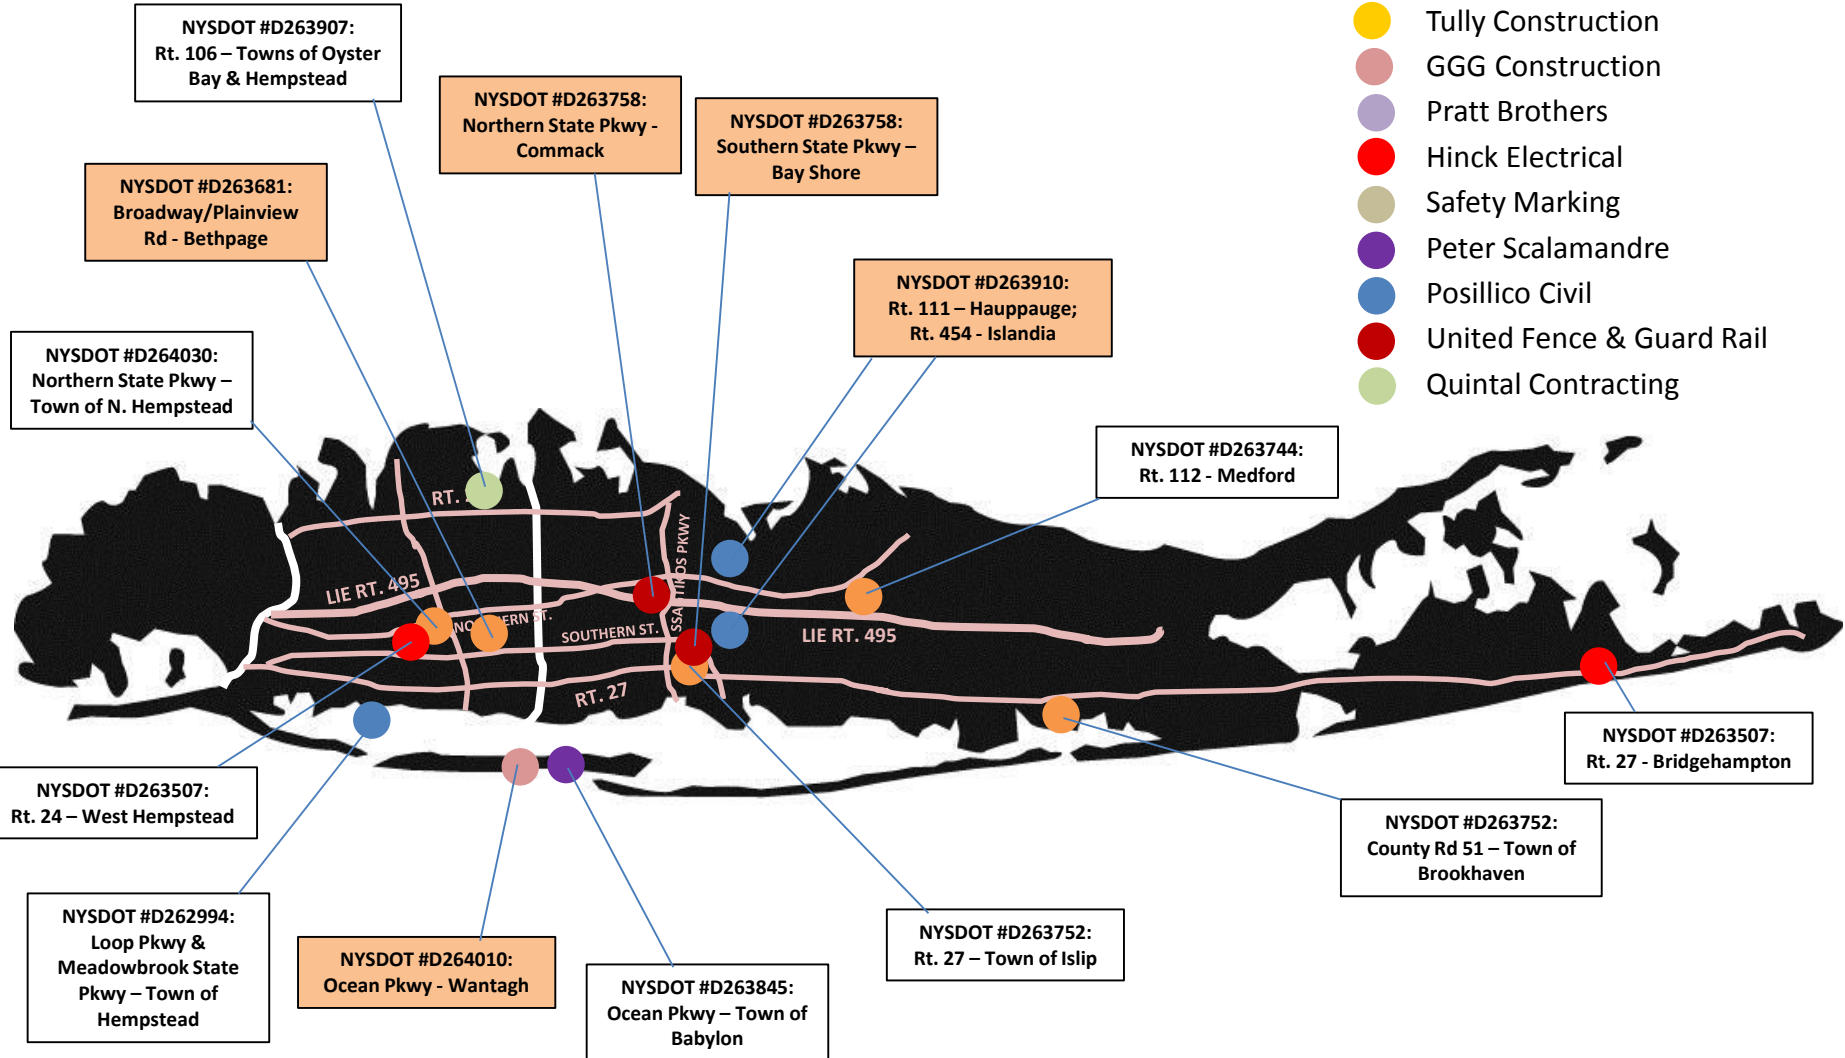 NYSDOT #D263907:
Rt. 106 – Towns of Oyster
Bay & Hempstead
NYSDOT #D263758:
Northern State Pkwy -
Commack
NYSDOT #D263758:
Southern State Pkwy –
Bay Shore
Tully Construction
GGG Construction
Pratt Brothers
Hinck Electrical
Safety Marking
Peter Scalamandre
Posillico Civil
United Fence & Guard Rail
Quintal Contracting
NYSDOT #D263681:
Broadway/Plainview
Rd - Bethpage
NYSDOT #D263910:
Rt. 111 – Hauppauge;
Rt. 454 - Islandia
NYSDOT #D264030:
Northern State Pkwy –
Town of N. Hempstead
NYSDOT #D263744:
Rt. 112 - Medford
RT.
PKWY
LIE RT. 495
ST.
SOUTHERN ST.
LIE RT. 495
RT. 27
NYSDOT #D263507:
Rt. 27 - Bridgehampton
NYSDOT #D263507:
Rt. 24 – West Hempstead
NYSDOT #D263752:
County Rd 51 – Town of
Brookhaven
NYSDOT #D262994:
Loop Pkwy &
Meadowbrook State
Pkwy – Town of
Hempstead
NYSDOT #D264010:
Ocean Pkwy - Wantagh
NYSDOT #D263845:
Ocean Pkwy – Town of
Babylon
NYSDOT #D263752:
Rt. 27 – Town of Islip